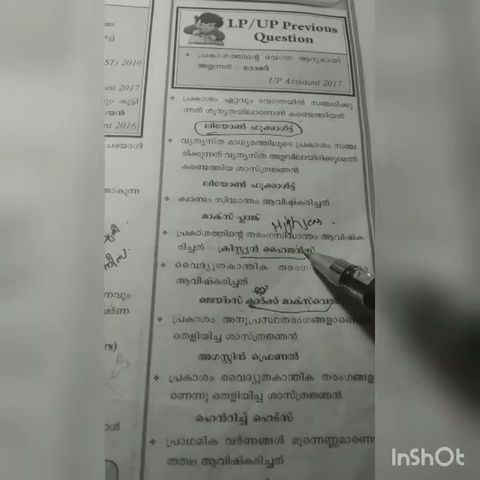 LP/UP Previous
Question
പ്രകാശത്തിന്റെ വേഗത ആദ്യമായി
അളന്നത് - റോമർ
UP Assistant 2017
പ്രകാശം ഏറ്റവും വേഗതയിൽ സഞ്ചരിക്കു
ന്നത് ശൂന്യതയിലാണെന്ന് കണ്ടെത്തിയത്
ലിയോൺ ഫുക്കാൾട്ട്
വ്യത്യസ്ത മാധ്യമത്തിലൂടെ പ്രകാശം സഞ്ച
രിക്കുന്നത് വ്യത്യസ്ത അളവിലായിരിക്കുമെന്ന്
കണ്ടെത്തിയ ശാസ്ത്രജ്ഞൻ
ലിയോൺ ഫുക്കാൾട്ട്
ക്വാണ്ടം സിദ്ധാന്തം ആവിഷ്കരിച്ചത്
മാക്സ് പ്ലാങ്ക്
പ്രകാശത്തിന്റെ തരംഗസിദ്ധാന്തം ആവിഷ്ക
രിച്ചത് - ക്രിസ്റ്റ്യൻ ഹൈജൻസ്
വൈദ്യുതകാന്തിക തരംഗ
ആവിഷ്കരിച്ചത്
ജെയിംസ് ക്ലാർക്ക് മാക്സ്‌വെൽ
പ്രകാശം അനുപ്രസ്ഥതരംഗങ്ങളാണെ
തെളിയിച്ച ശാസ്ത്രജ്ഞൻ
അഗസ്റ്റിൻ ഫ്രെണൽ
പ്രകാശം വൈദ്യുതകാന്തിക തരംഗങ്ങള
ണെന്നു തെളിയിച്ച ശാസ്ത്രജ്ഞൻ
ഹെൻറിച്ച് ഹെട്സ്
പ്രാഥമിക വർണങ്ങൾ മൂന്നെണ്ണമാണെ
തത്വം ആവിഷ്കരിച്ചത്
2016
2017
2016
InShOt